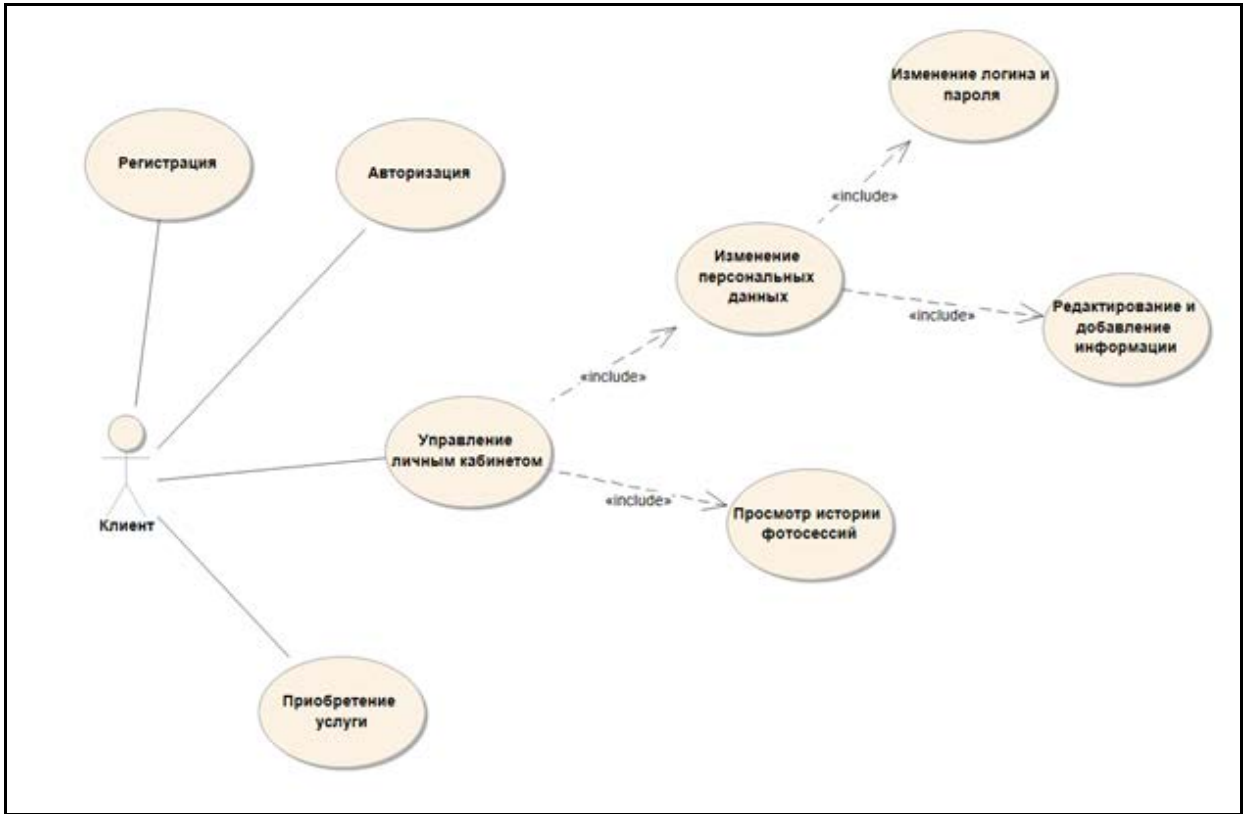 Изменение логина и
пароля
Регистрация
Авторизация
«include»
Изменение
персональных
данных
«include»
Редактирование и
добавление
информации
«include»
Управление
личным кабинетом
«include»
Просмотр истории
фотосессий
Клиент
Приобретение
услуги